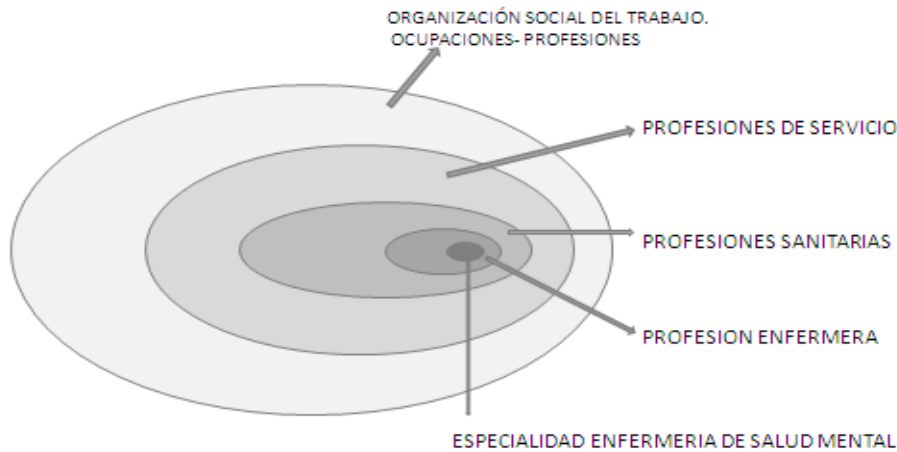 ORGANIZACIÓN SOCIAL DEL TRABAJO.
OCUPACIONES- PROFESIONES
PROFESIONES DE SERVICIO
PROFESIONES SANITARIAS
PROFESION ENFERMERA
ESPECIALIDAD ENFERMERIA DE SALUD MENTAL